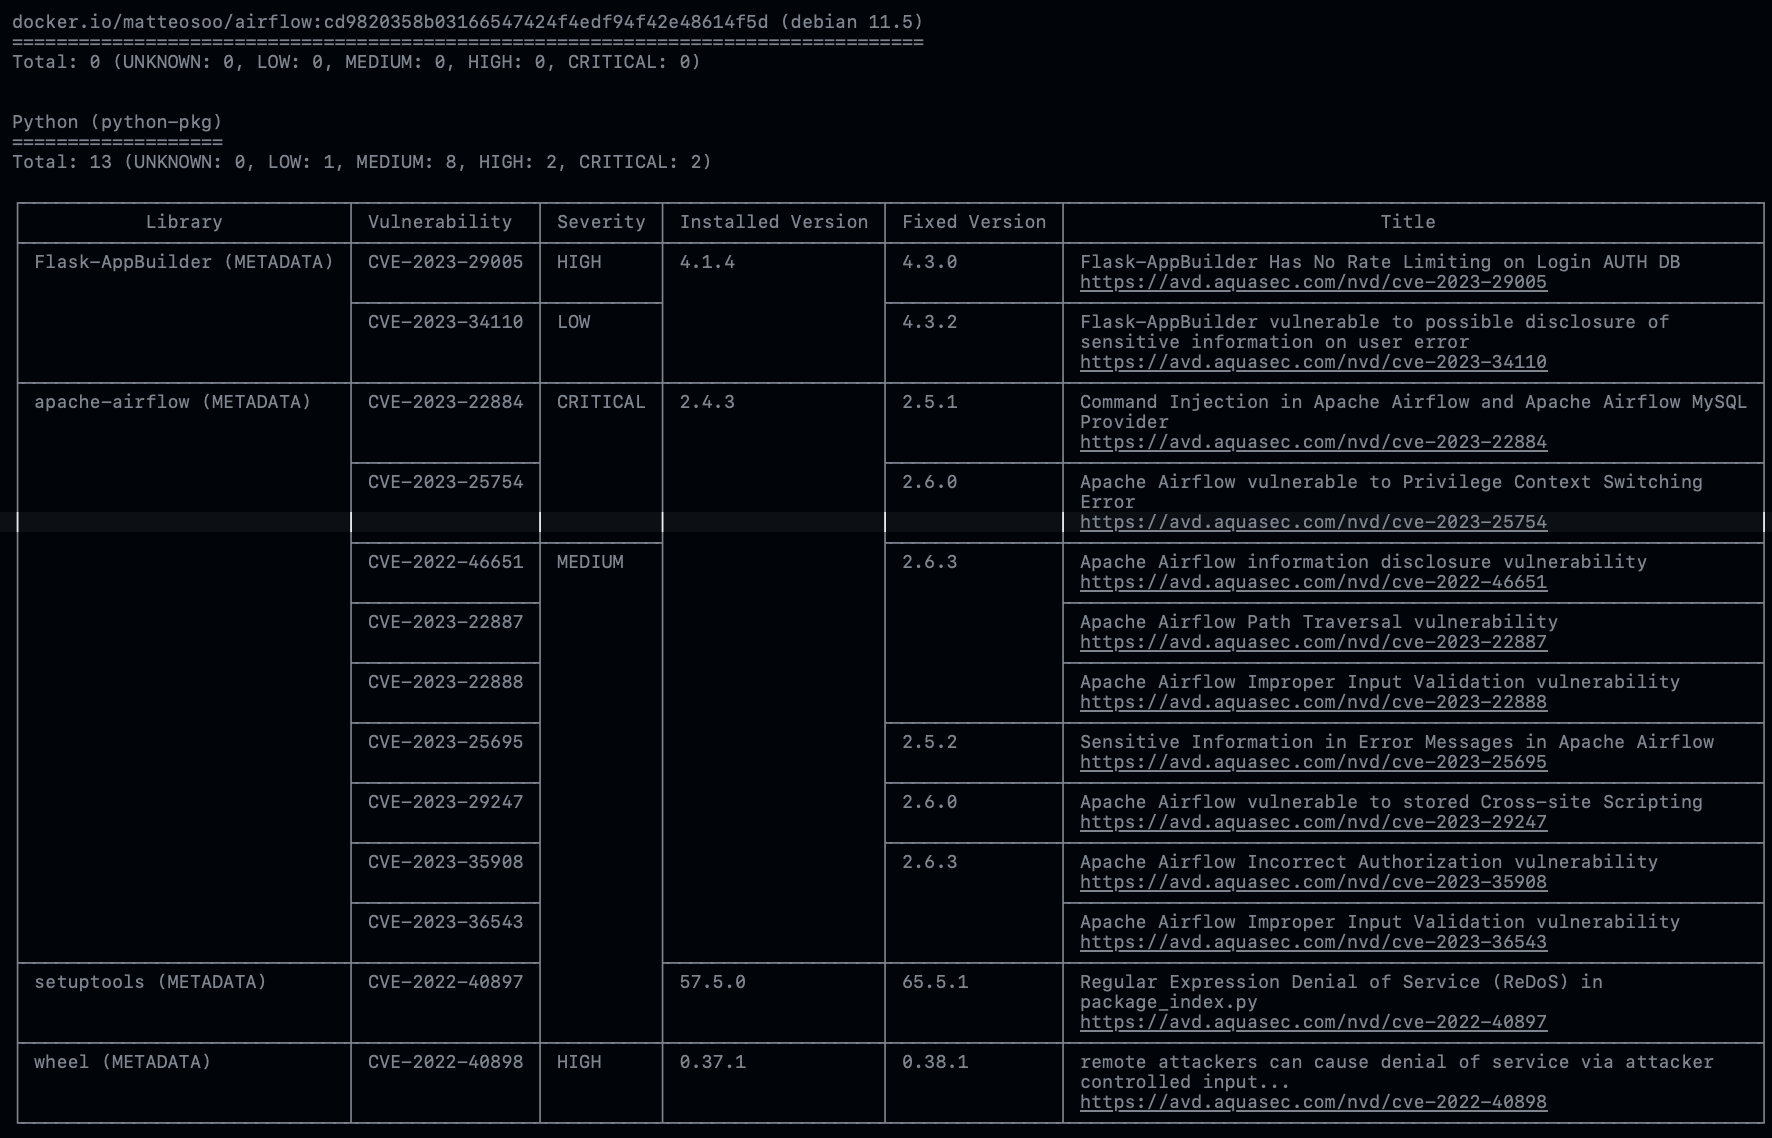 docker.io/matteosoo/airflow:cd9820358b03166547424f4edf94f42e48614f5d (debian 11.5)
==================================================================================
Total: 0 (UNKNOWN: 0, LOW: 0, MEDIUM: 0, HIGH: 0, CRITICAL: 0)
Python (python-pkg)
===================
Total: 13 (UNKNOWN: 0, LOW: 1, MEDIUM: 8, HIGH: 2, CRITICAL: 2)
Library Vulnerability Severity Installed Version Fixed Version Title
Flask-AppBuilder (METADATA) CVE-2023-29005 HIGH 4.1.4 4.3.0 Flask-AppBuilder Has No Rate Limiting on Login AUTH DB
https://avd.aquasec.com/nvd/cve-2023-29005
CVE-2023-34110 LOW 4.3.2 Flask-AppBuilder vulnerable to possible disclosure of
sensitive information on user error
https://avd.aquasec.com/nvd/cve-2023-34110
apache-airflow (METADATA) CVE-2023-22884 CRITICAL 2.4.3 2.5.1 Command Injection in Apache Airflow and Apache Airflow MySQL
Provider
https://avd.aquasec.com/nvd/cve-2023-22884
CVE-2023-25754 2.6.0 Apache Airflow vulnerable to Privilege Context Switching
Error
https://avd.aquasec.com/nvd/cve-2023-25754
CVE-2022-46651 MEDIUM 2.6.3 Apache Airflow information disclosure vulnerability
https://avd.aquasec.com/nvd/cve-2022-46651
CVE-2023-22887 Apache Airflow Path Traversal vulnerability
https://avd.aquasec.com/nvd/cve-2023-22887
CVE-2023-22888 Apache Airflow Improper Input Validation vulnerability
https://avd.aquasec.com/nvd/cve-2023-22888
CVE-2023-25695 2.5.2 Sensitive Information in Error Messages in Apache Airflow
https://avd.aquasec.com/nvd/cve-2023-25695
CVE-2023-29247 2.6.0 Apache Airflow vulnerable to stored Cross-site Scripting
https://avd.aquasec.com/nvd/cve-2023-29247
CVE-2023-35908 2.6.3 Apache Airflow Incorrect Authorization vulnerability
https://avd.aquasec.com/nvd/cve-2023-35908
CVE-2023-36543 Apache Airflow Improper Input Validation vulnerability
https://avd.aquasec.com/nvd/cve-2023-36543
setuptools (METADATA) CVE-2022-40897 57.5.0 65.5.1 Regular Expression Denial of Service (ReDoS) in
package_index.py
https://avd.aquasec.com/nvd/cve-2022-40897
wheel (METADATA) CVE-2022-40898 HIGH 0.37.1 0.38.1 remote attackers can cause denial of service via attacker
controlled input...
https://avd.aquasec.com/nvd/cve-2022-40898